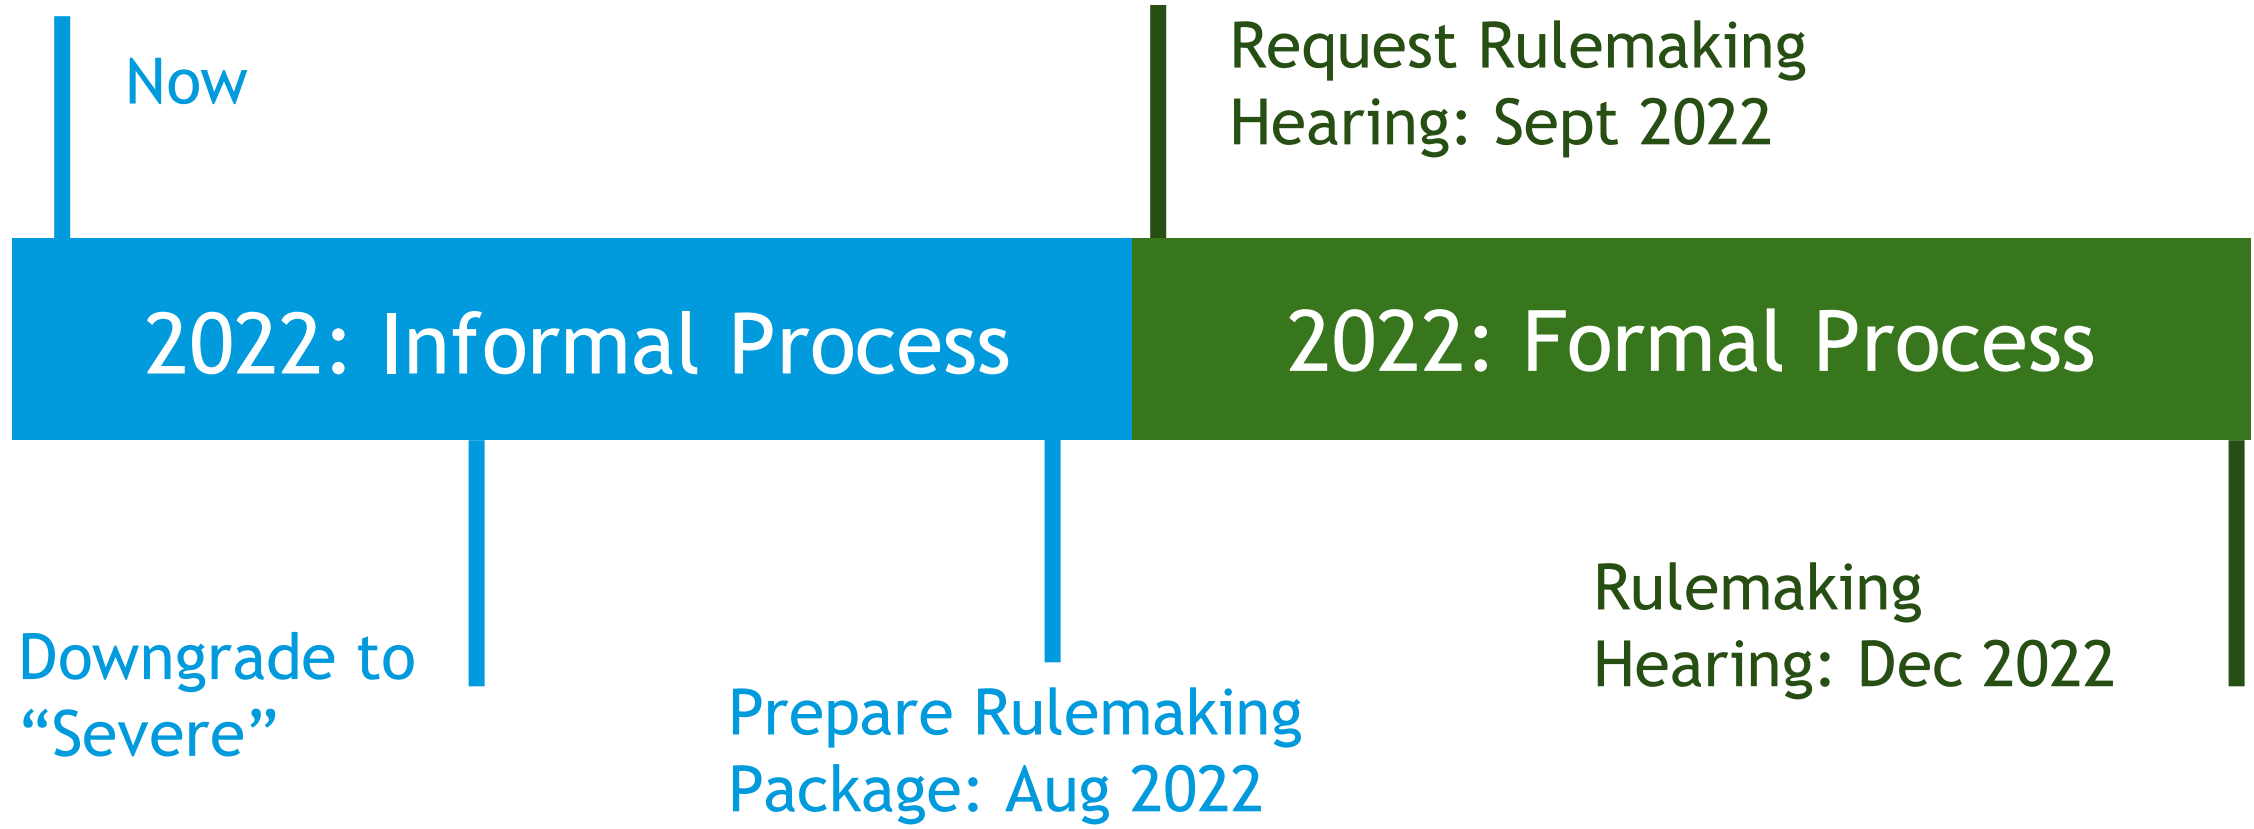 Now
Request Rulemaking
Hearing: Sept 2022
2022: Informal Process
2022: Formal Process
Downgrade to
“Severe”
Prepare Rulemaking
Package: Aug 2022
Rulemaking
Hearing: Dec 2022